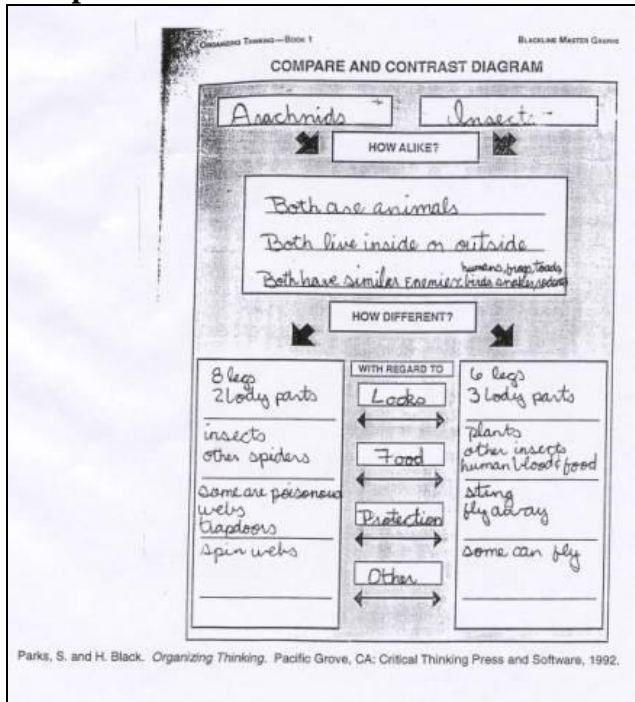 ORGANIZING THINKING—BOOK 1
BLACKLINE MASTER GRAPHS
COMPARE AND CONTRAST DIAGRAM
Arachnids
Insect
HOW ALIKE?
Both are animals
Both live inside or outside
humans, frogs, toads
Both have similar enemies birds snakes, rodents
HOW DIFFERENT?
WITH REGARD TO
8 legs
2 body parts
Looks
6 legs
3 body parts
insects
other spiders
Food
plants
other insects
human blood & food
some are poisonous
webs
trapdoors
Protection
sting
fly away
spin webs
Other
some can fly
Parks, S. and H. Black. Organizing Thinking. Pacific Grove, CA: Critical Thinking Press and Software, 1992.